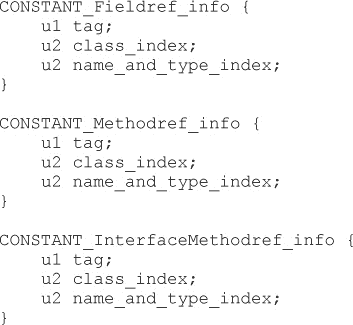 CONSTANT_Fieldref_info {
    u1 tag;
    u2 class_index;
    u2 name_and_type_index;
}

CONSTANT_Methodref_info {
    u1 tag;
    u2 class_index;
    u2 name_and_type_index;
}

CONSTANT_InterfaceMethodref_info {
    u1 tag;
    u2 class_index;
    u2 name_and_type_index;
}